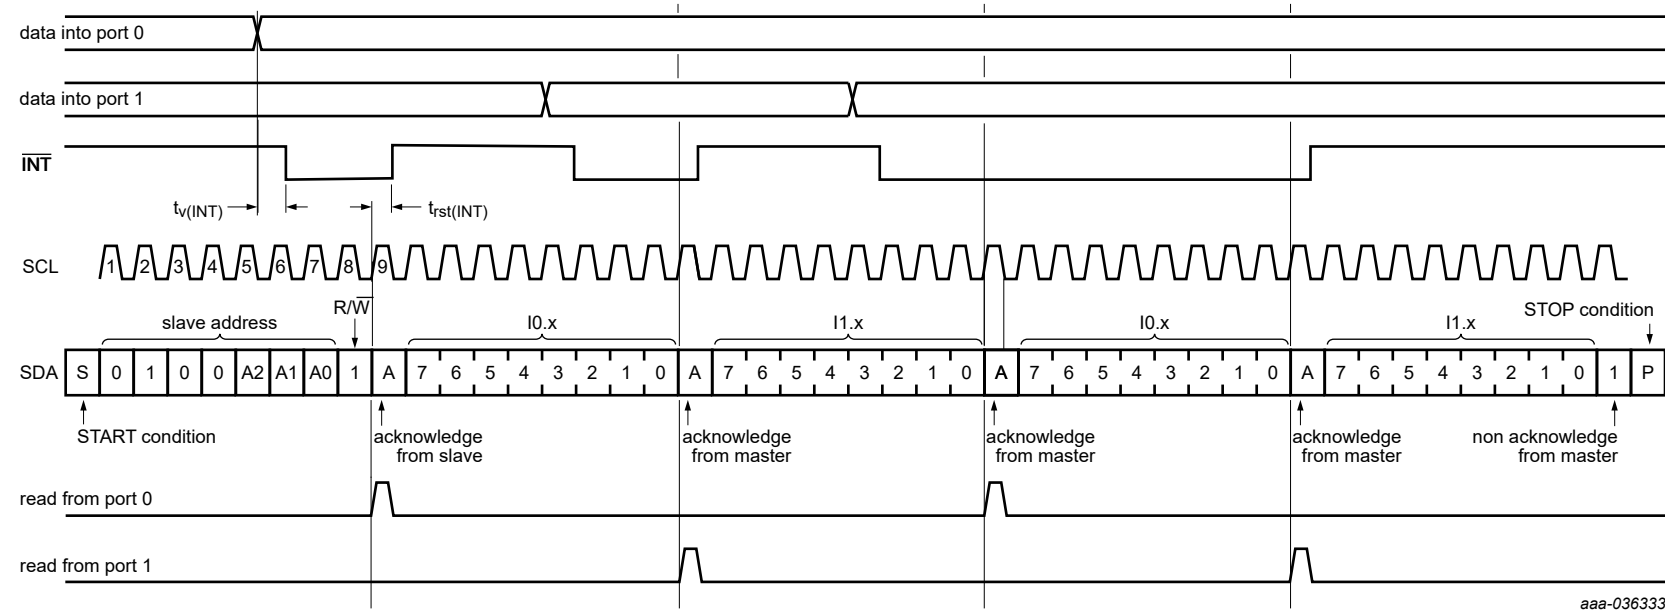 data into port 0
data into port 1
INT
tv(INT)
trst(INT)
SCL 1 2 3 4 5 6 7 8 9
R/W
STOP condition
slave address I0.x I1.x I0.x I1.x
SDA S 0 1 0 0 A2 A1 A0 1 A 7 6 5 4 3 2 1 0 A 7 6 5 4 3 2 1 0 A 7 6 5 4 3 2 1 0 A 7 6 5 4 3 2 1 0 1 P
START condition
acknowledge
from slave
acknowledge
from master
acknowledge
from master
acknowledge
from master
non acknowledge
from master
read from port 0
read from port 1
aaa-036333